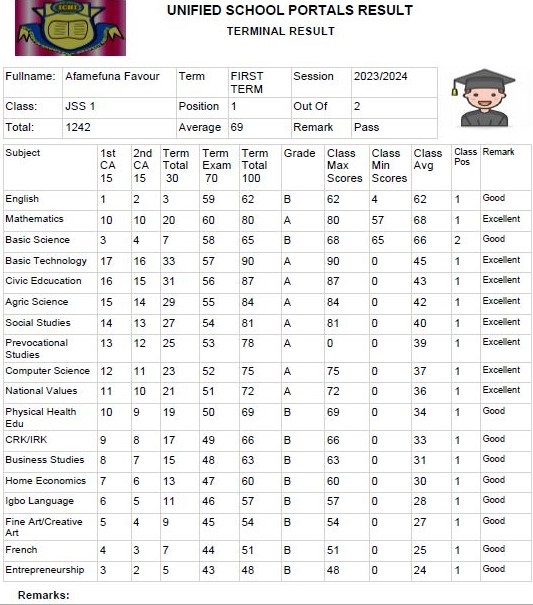 UNIFIED SCHOOL PORTALS RESULT
TERMINAL RESULT
Fullname: Afamefuna Favour Term FIRST TERM Session 2023/2024
Class: JSS 1 Position 1 Out Of 2
Total: 1242 Average 69 Remark Pass
Subject 1st CA 15 2nd CA 15 Term Total 30 Term Exam 70 Term Total 100 Grade Class Max Scores Class Min Scores Class Avg Class Pos Remark
English 1 2 3 59 62 B 62 4 62 1 Good
Mathematics 10 10 20 60 80 A 80 57 68 1 Excellent
Basic Science 3 4 7 58 65 B 68 65 66 2 Good
Basic Technology 17 16 33 57 90 A 90 0 45 1 Excellent
Civic Edcucation 16 15 31 56 87 A 87 0 43 1 Excellent
Agric Science 15 14 29 55 84 A 84 0 42 1 Excellent
Social Studies 14 13 27 54 81 A 81 0 40 1 Excellent
Prevocational Studies 13 12 25 53 78 A 0 0 39 1 Excellent
Computer Science 12 11 23 52 75 A 75 0 37 1 Excellent
National Values 11 10 21 51 72 A 72 0 36 1 Excellent
Physical Health Edu 10 9 19 50 69 B 69 0 34 1 Good
CRK/IRK 9 8 17 49 66 B 66 0 33 1 Good
Business Studies 8 7 15 48 63 B 63 0 31 1 Good
Home Economics 7 6 13 47 60 B 60 0 30 1 Good
Igbo Language 6 5 11 46 57 B 57 0 28 1 Good
Fine Art/Creative Art 5 4 9 45 54 B 54 0 27 1 Good
French 4 3 7 44 51 B 51 0 25 1 Good
Entrepreneurship 3 2 5 43 48 B 48 0 24 1 Good
Remarks: